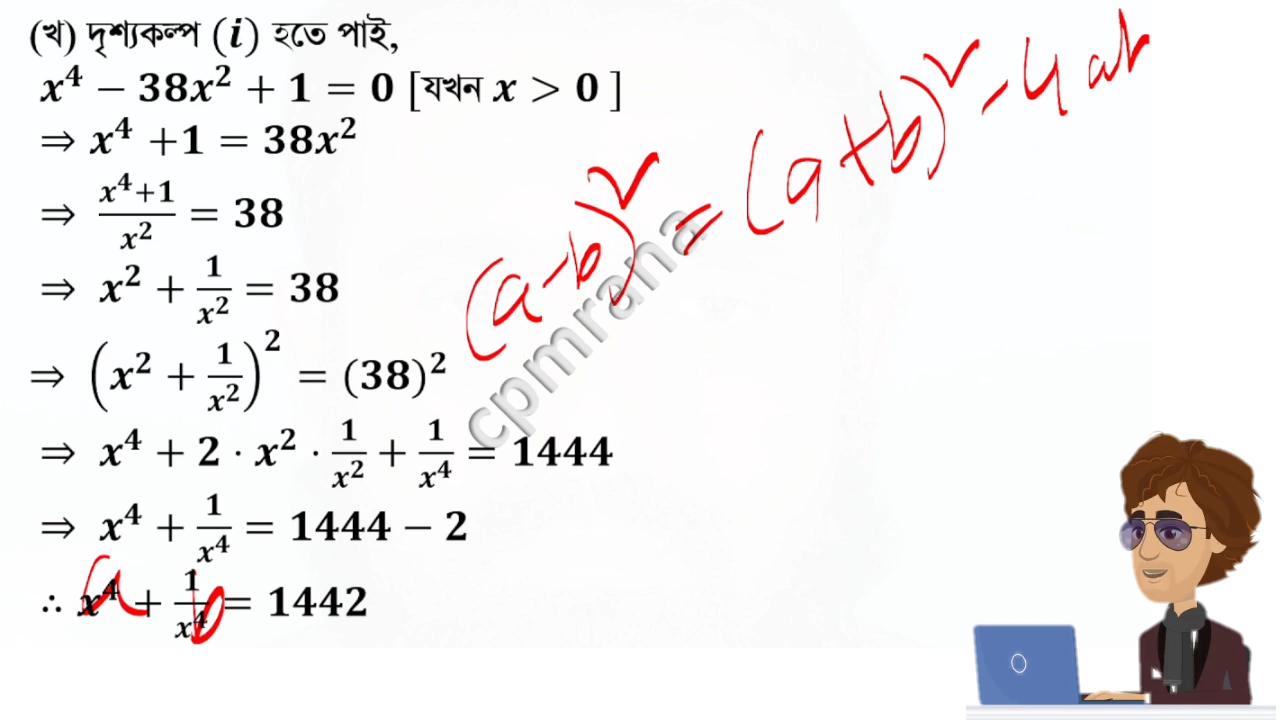 (খ) দৃশ্যকল্প (i) হতে পাই,
x⁴ − 38x² + 1 = 0 [যখন x > 0 ]
⇒ x⁴ +1 = 38x²
⇒ (x⁴+1)/x² = 38
⇒ x² + 1/x² = 38
⇒ (x² + 1/x²)² = (38)²
⇒ x⁴ + 2 · x² · 1/x² + 1/x⁴ = 1444
⇒ x⁴ + 1/x⁴ = 1444 − 2
∴ x⁴ + 1/x⁴ = 1442
a b
(a-b)² = (a+b)² - 4ab
cpmrana